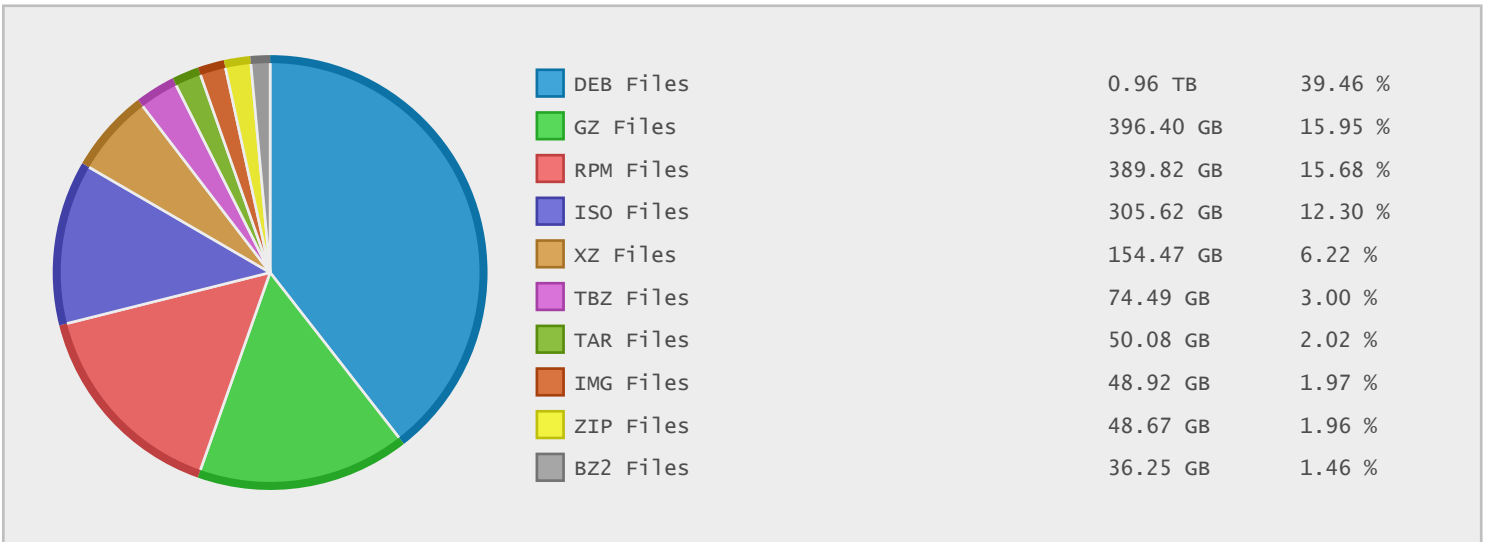 DEB Files 0.96 TB 39.46 %
GZ Files 396.40 GB 15.95 %
RPM Files 389.82 GB 15.68 %
ISO Files 305.62 GB 12.30 %
XZ Files 154.47 GB 6.22 %
TBZ Files 74.49 GB 3.00 %
TAR Files 50.08 GB 2.02 %
IMG Files 48.92 GB 1.97 %
ZIP Files 48.67 GB 1.96 %
BZ2 Files 36.25 GB 1.46 %